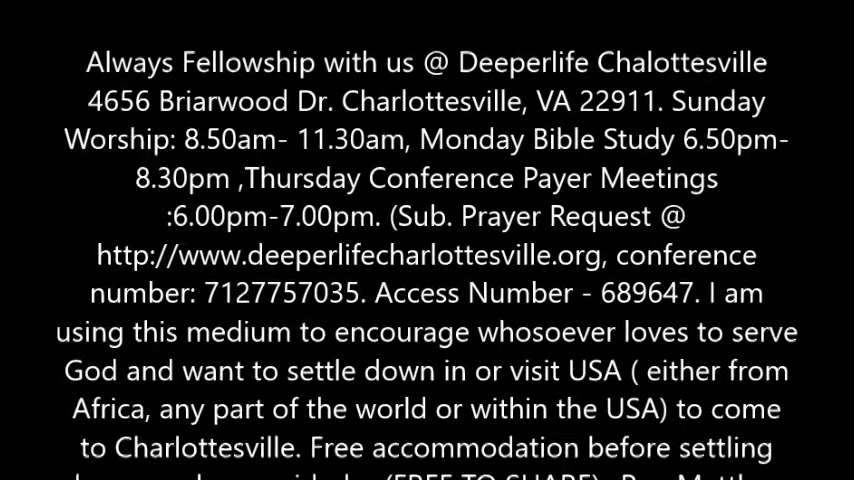 Always Fellowship with us @ Deeperlife Chalottesville
4656 Briarwood Dr. Charlottesville, VA 22911. Sunday
Worship: 8.50am- 11.30am, Monday Bible Study 6.50pm-
8.30pm ,Thursday Conference Payer Meetings
:6.00pm-7.00pm. (Sub. Prayer Request @
http://www.deeperlifecharlottesville.org, conference
number: 7127757035. Access Number - 689647. I am
using this medium to encourage whosoever loves to serve
God and want to settle down in or visit USA ( either from
Africa, any part of the world or within the USA) to come
to Charlottesville. Free accommodation before settling
(FREE TO SHARE)